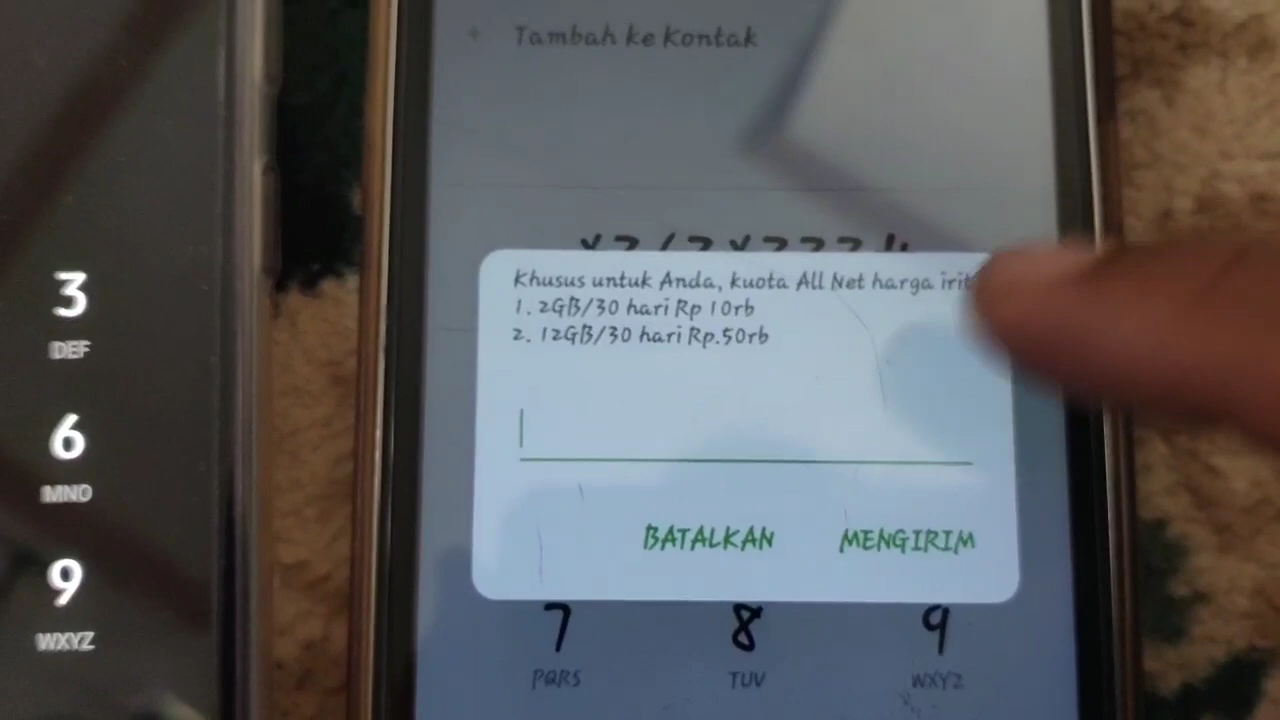 Tambah ke Kontak
Khusus untuk Anda, kuota All Net harga irit
1. 2GB/30 hari Rp 10rb
2. 12GB/30 hari Rp.50rb
BATALKAN MENGIRIM
7 8 9
PQRS TUV WXYZ
3
DEF
6
MNO
9
WXYZ